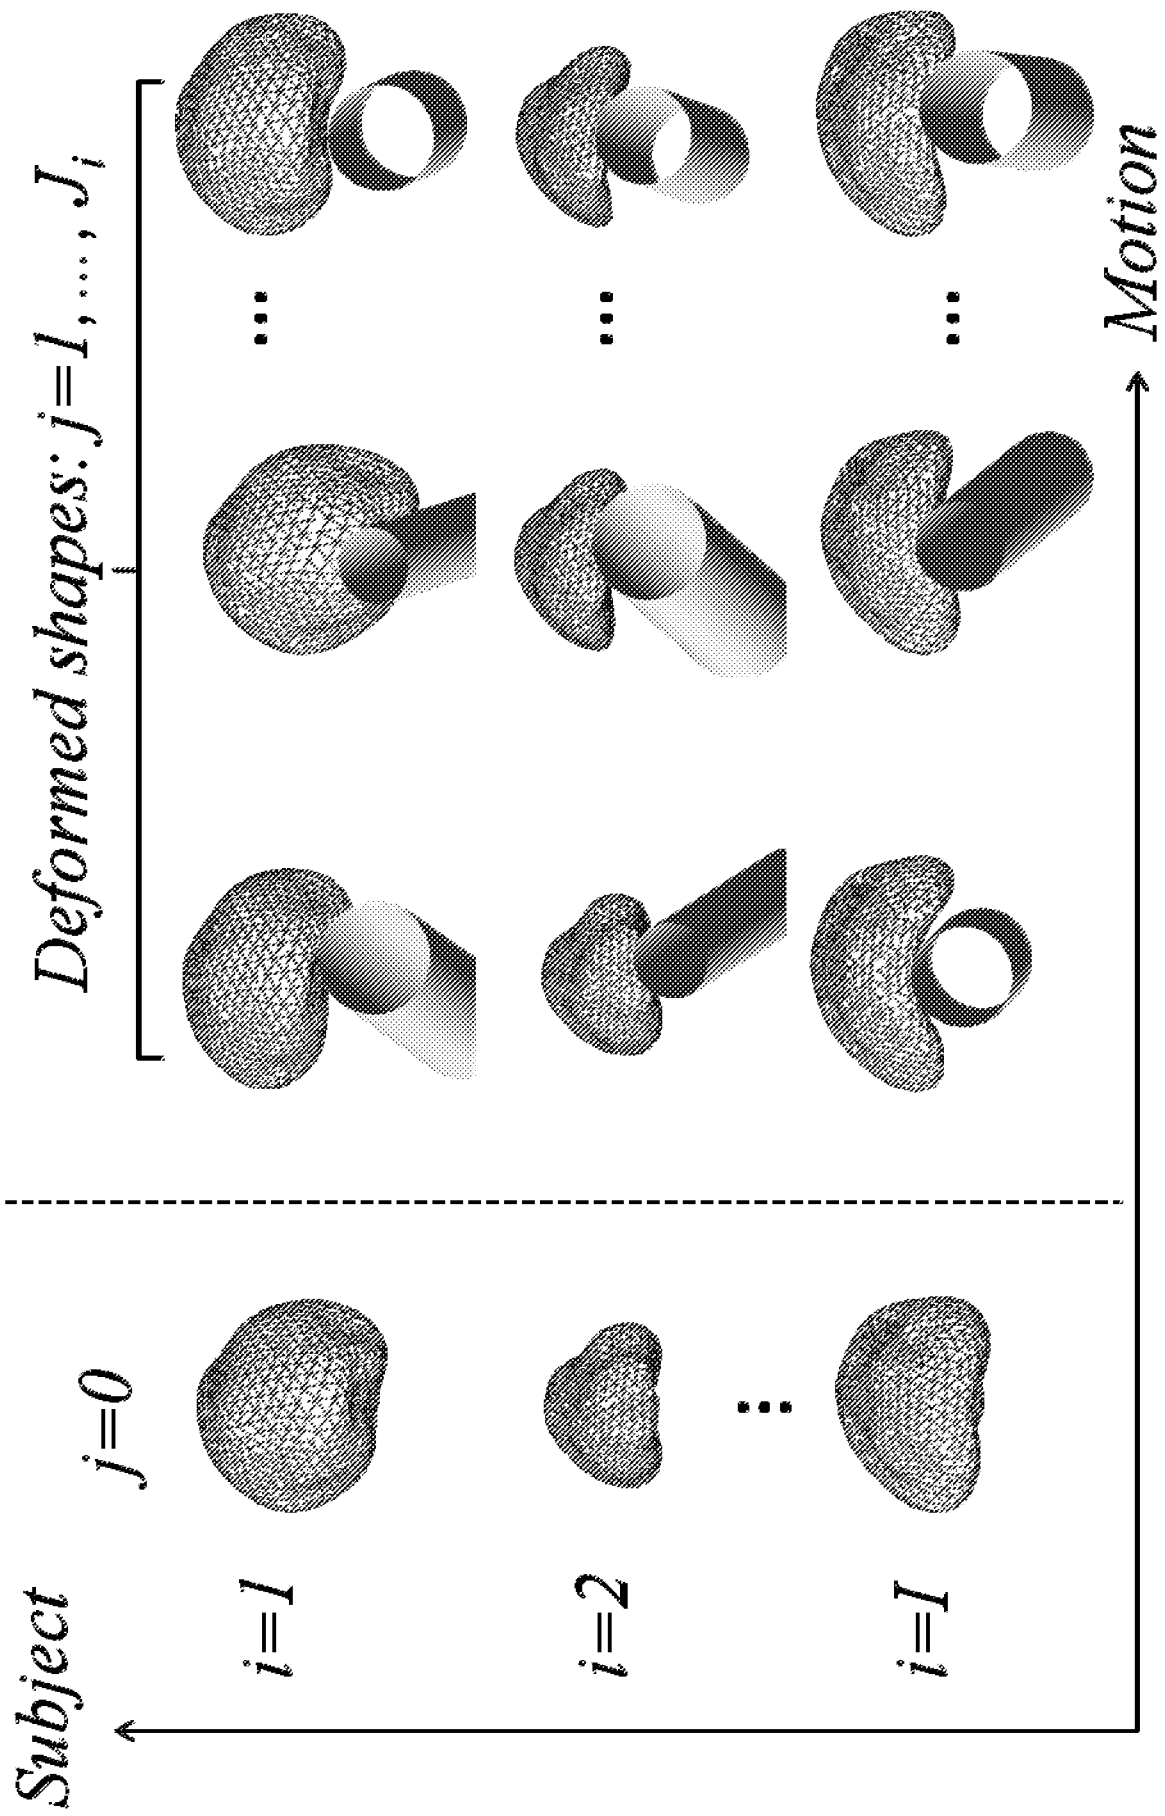 Subject
j=0
Deformed shapes: j=1,..., J_i
i=1
...
i=2
...
⋮
i=I
...
Motion